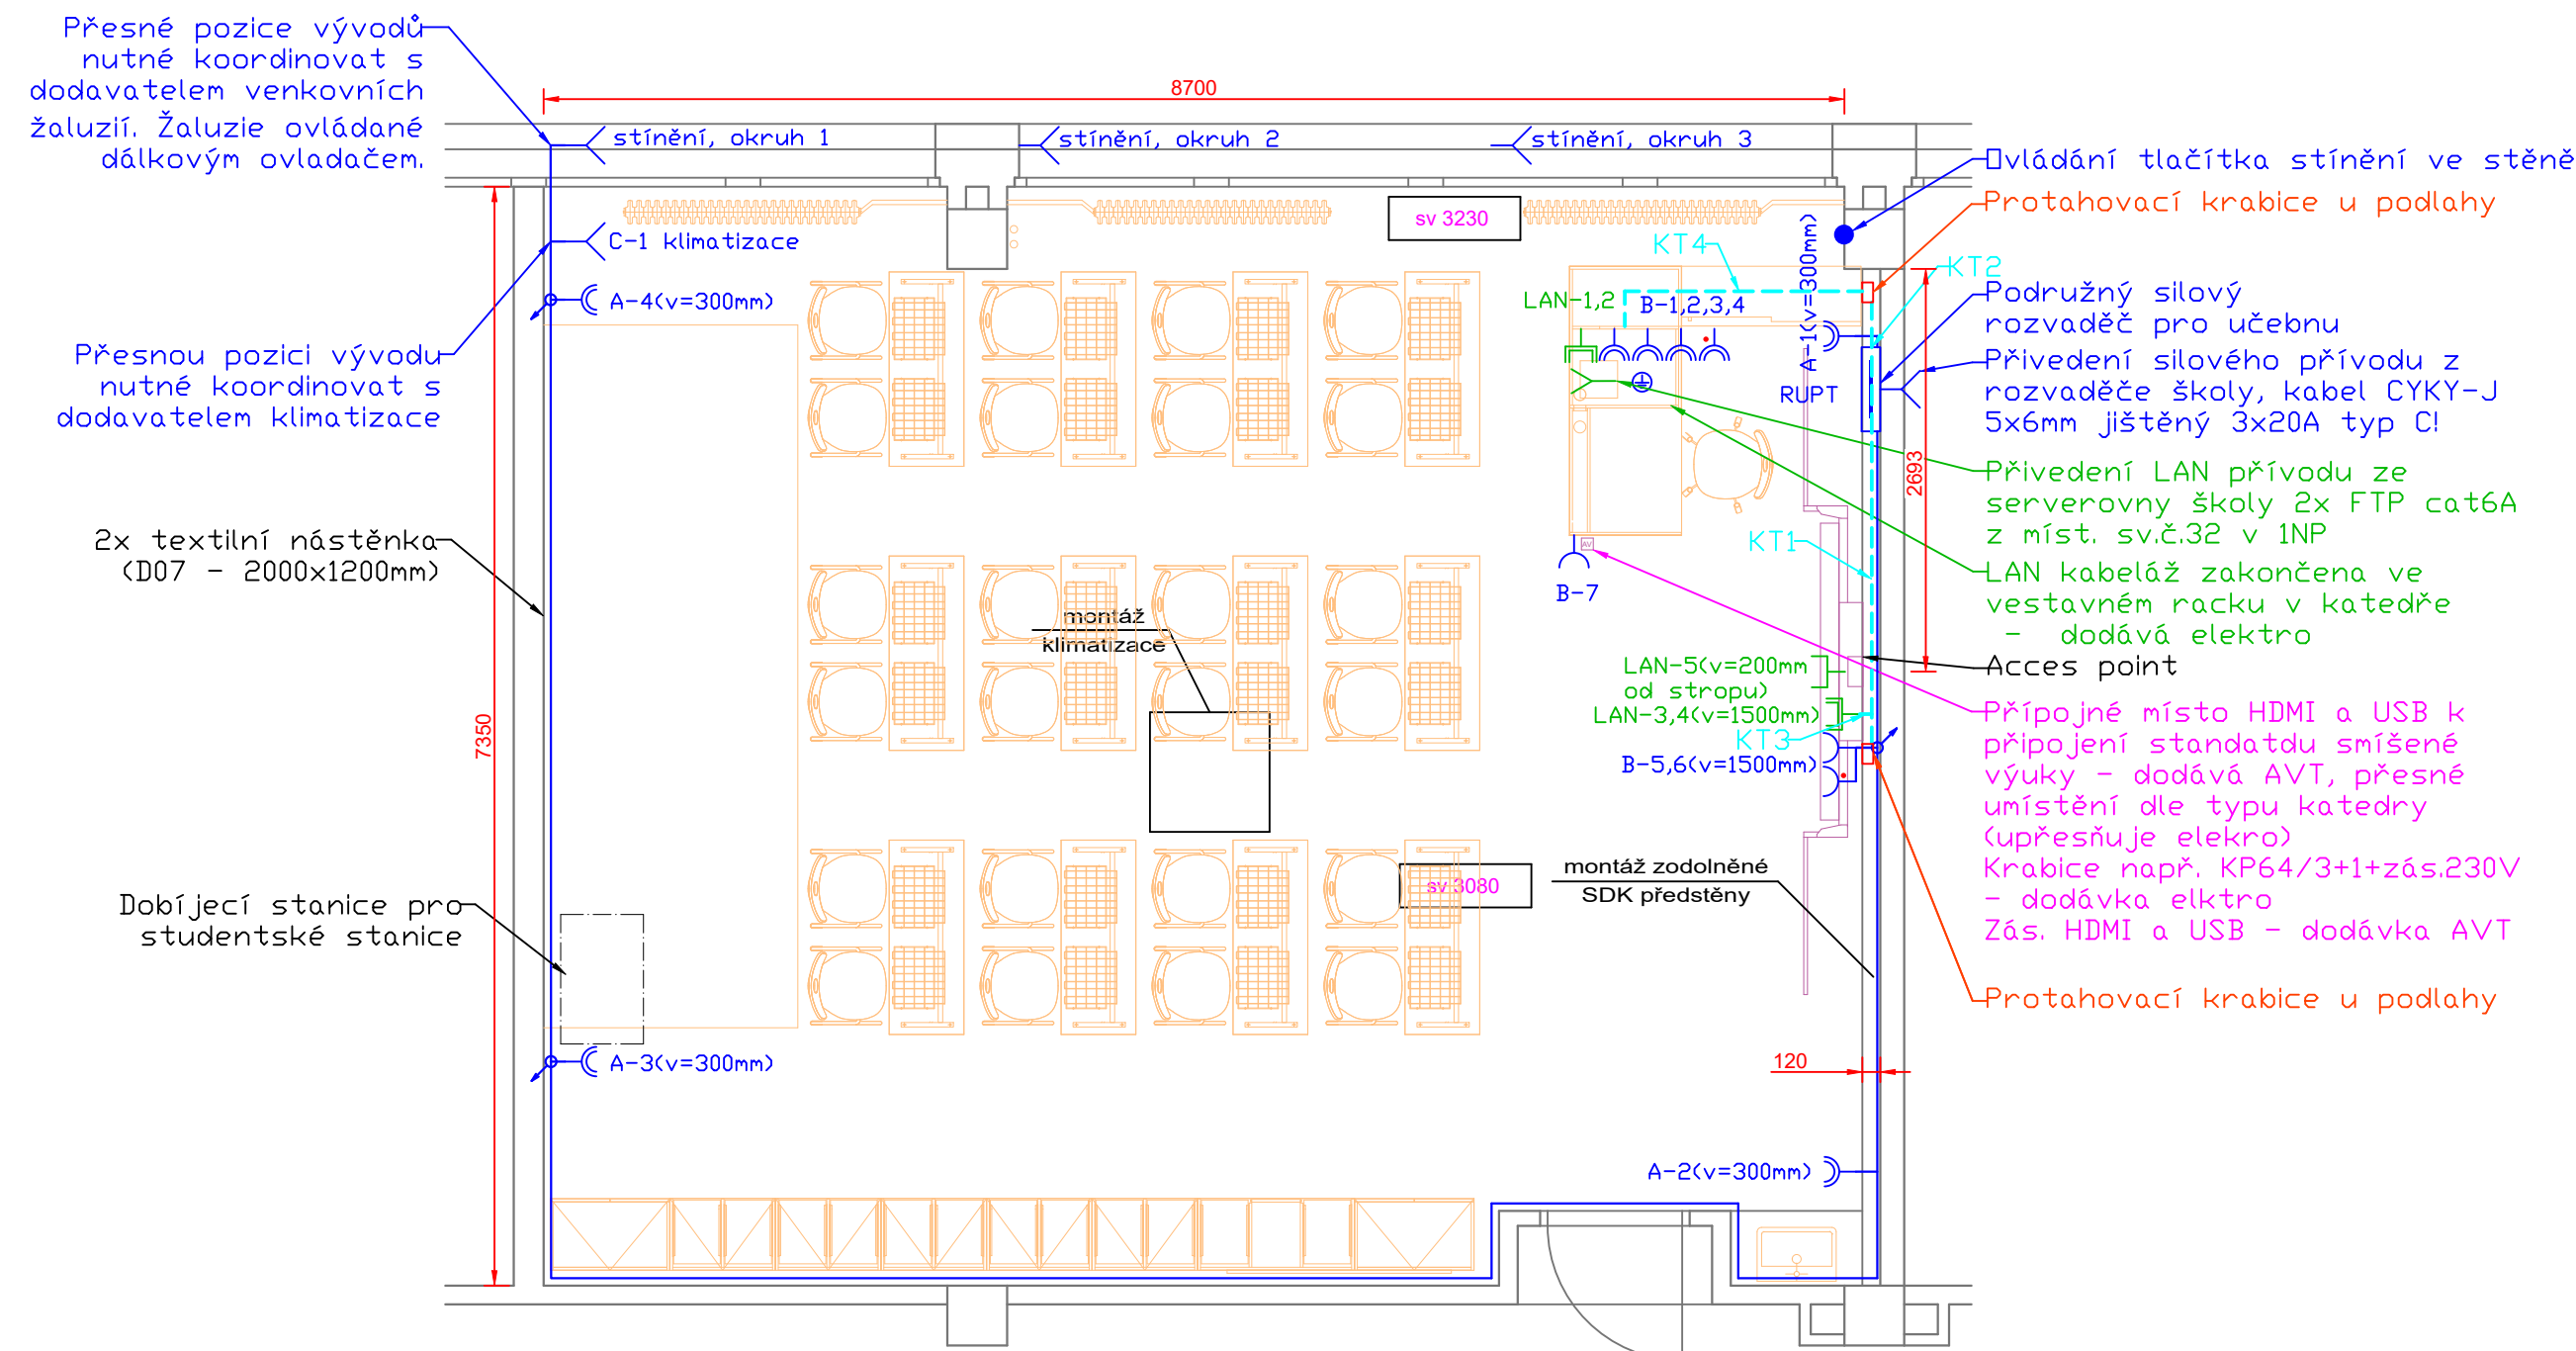 Přesné pozice vývodů
nutné koordinovat s
dodavatelem venkovních
žaluzií. Žaluzie ovládané
dálkovým ovladačem.
8700
stínění, okruh 1
stínění, okruh 2
stínění, okruh 3
Ovládání tlačítka stínění ve stěně
Protahovací krabice u podlahy
sv 3230
C-1 klimatizace
A-4(v=300mm)
Přesnou pozici vývodu
nutné koordinovat s
dodavatelem klimatizace
KT4
KT2
A-1(v=300mm)
LAN-1,2
B-1,2,3,4
RUPT
Podružný silový
rozvaděč pro učebnu
Přivedení silového přívodu z
rozvaděče školy, kabel CYKY-J
5x6mm jištěný 3x20A typ C!
2693
Přivedení LAN přívodu ze
serverovny školy 2x FTP cat6A
z míst. sv.č.32 v 1NP
2x textilní nástěnka
(D07 - 2000x1200mm)
KT1
AV
B-7
LAN kabeláž zakončena ve
vestavném racku v katedře
- dodává elektro
montáž
klimatizace
Acces point
LAN-5(v=200mm
od stropu)
LAN-3,4(v=1500mm)
KT3
B-5,6(v=1500mm)
7350
Přípojné místo HDMI a USB k
připojení standatdu smíšené
výuky - dodává AVT, přesné
umístění dle typu katedry
(upřesňuje elekro)
Krabice např. KP64/3+1+zás.230V
- dodávka elktro
Zás. HDMI a USB - dodávka AVT
sv 3080
montáž zodolněné
SDK předstěny
Dobíjecí stanice pro
studentské stanice
Protahovací krabice u podlahy
A-3(v=300mm)
120
A-2(v=300mm)